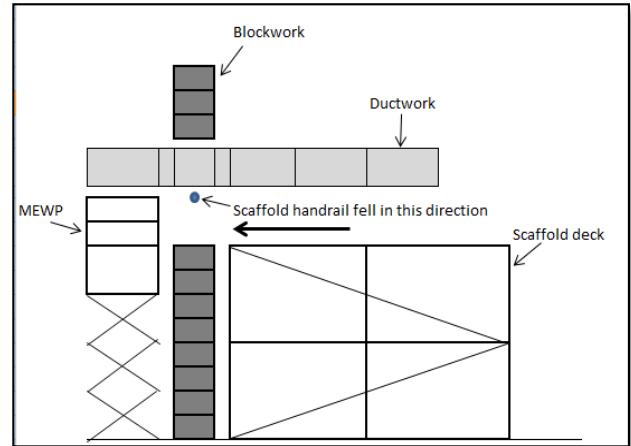 Blockwork
Ductwork
MEWP
Scaffold handrail fell in this direction
Scaffold deck